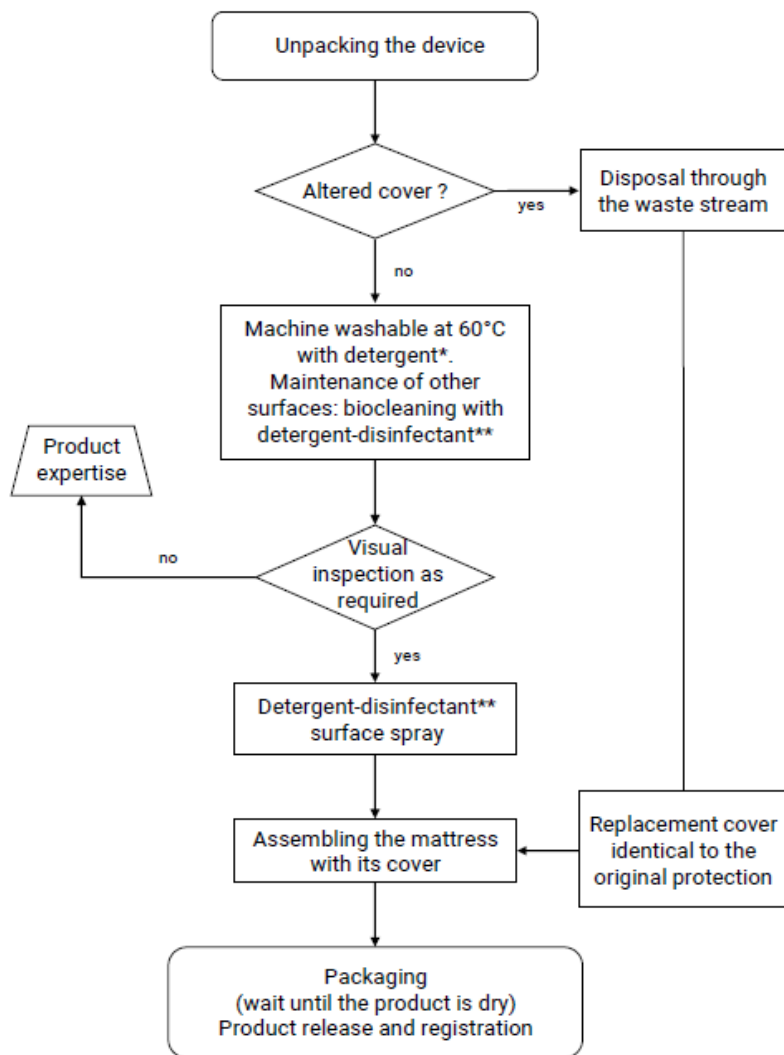 Unpacking the device
Altered cover ?
yes
Disposal through
the waste stream
no
Machine washable at 60°C
with detergent*.
Maintenance of other
surfaces: biocleaning with
detergent-disinfectant**
Product
expertise
no
Visual
inspection as
required
yes
Detergent-disinfectant**
surface spray
Assembling the mattress
with its cover
Replacement cover
identical to the
original protection
Packaging
(wait until the product is dry)
Product release and registration